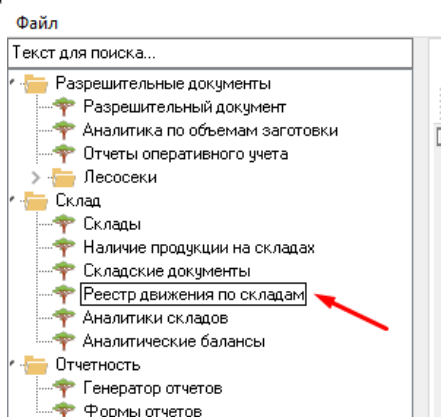 Файл
Текст для поиска...
Разрешительные документы
Разрешительный документ
Аналитика по объемам заготовки
Отчеты оперативного учета
Лесосеки
Склад
Склады
Наличие продукции на складах
Складские документы
Реестр движения по складам
Аналитики складов
Аналитические балансы
Отчетность
Генератор отчетов
Формы отчетов